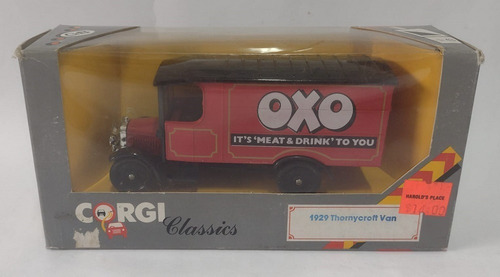 OXO
IT'S 'MEAT & DRINK' TO YOU
CORGI
Classics
1929 Thornycroft Van
HAROLD'S PLACE